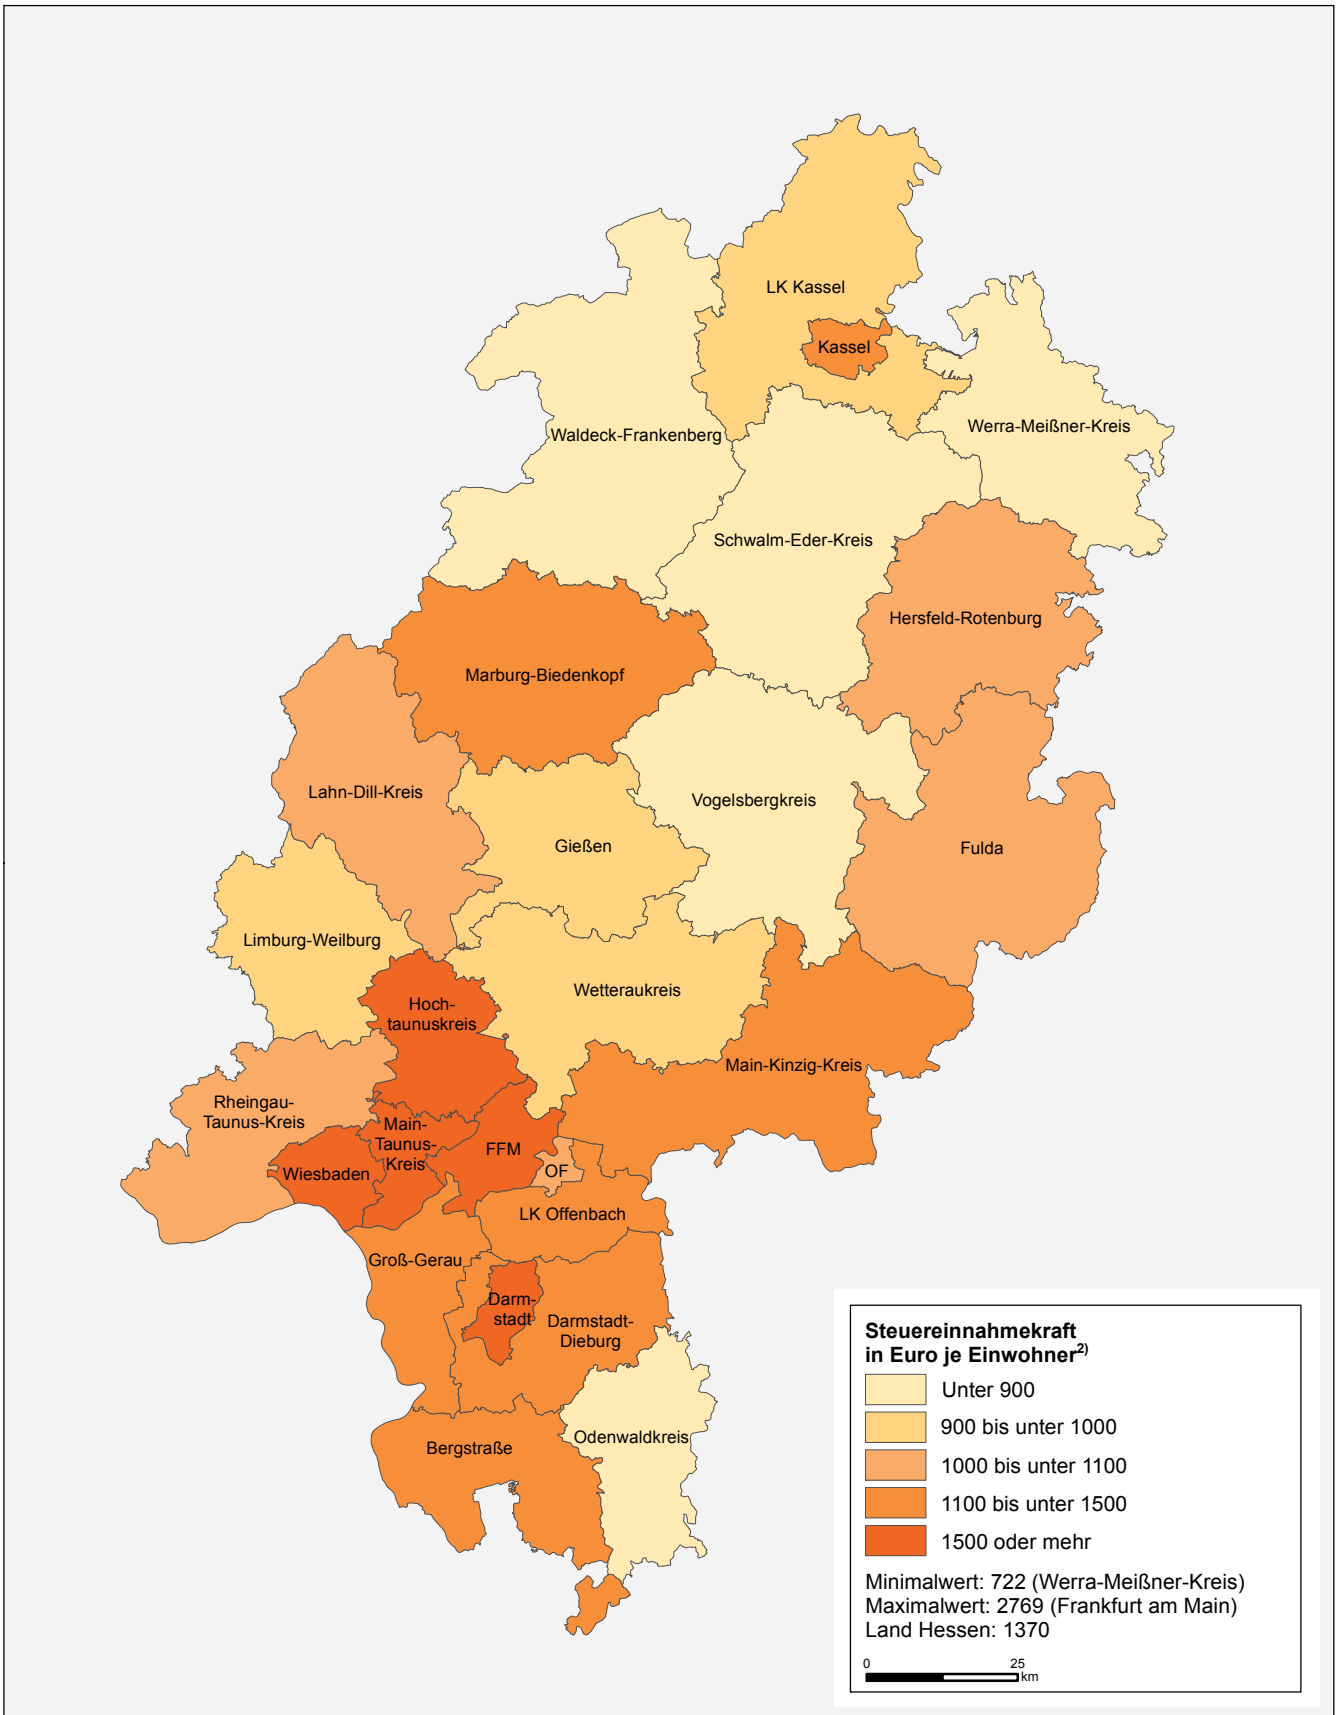 LK Kassel
Kassel
Waldeck-Frankenberg
Werra-Meißner-Kreis
Schwalm-Eder-Kreis
Hersfeld-Rotenburg
Marburg-Biedenkopf
Lahn-Dill-Kreis
Vogelsbergkreis
Gießen
Fulda
Limburg-Weilburg
Wetteraukreis
Hoch-
taunuskreis
Main-Kinzig-Kreis
Rheingau-
Taunus-Kreis
Main-
Taunus-
Kreis
FFM
Wiesbaden
OF
LK Offenbach
Groß-Gerau
Darm-
stadt
Darmstadt-
Dieburg
Odenwaldkreis
Bergstraße
Steuereinnahmekraft
in Euro je Einwohner2)
Unter 900
900 bis unter 1000
1000 bis unter 1100
1100 bis unter 1500
1500 oder mehr
Minimalwert: 722 (Werra-Meißner-Kreis)
Maximalwert: 2769 (Frankfurt am Main)
Land Hessen: 1370
0 25
km